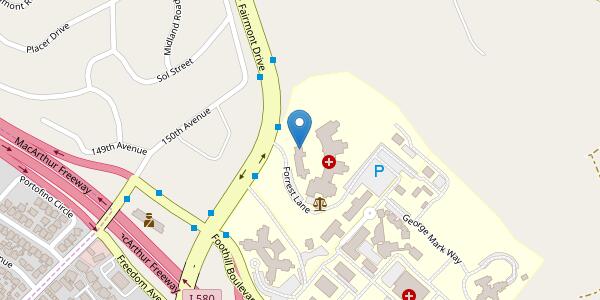 Fairmont Drive
Midland Road
Placer Drive
Sol Street
150th Avenue
149th Avenue
MacArthur Freeway
Portofino Circle
Forrest Lane
P
George Mark Way
Foothill Boulevar
MacArthur Freeway
Freedom Ave
I 580